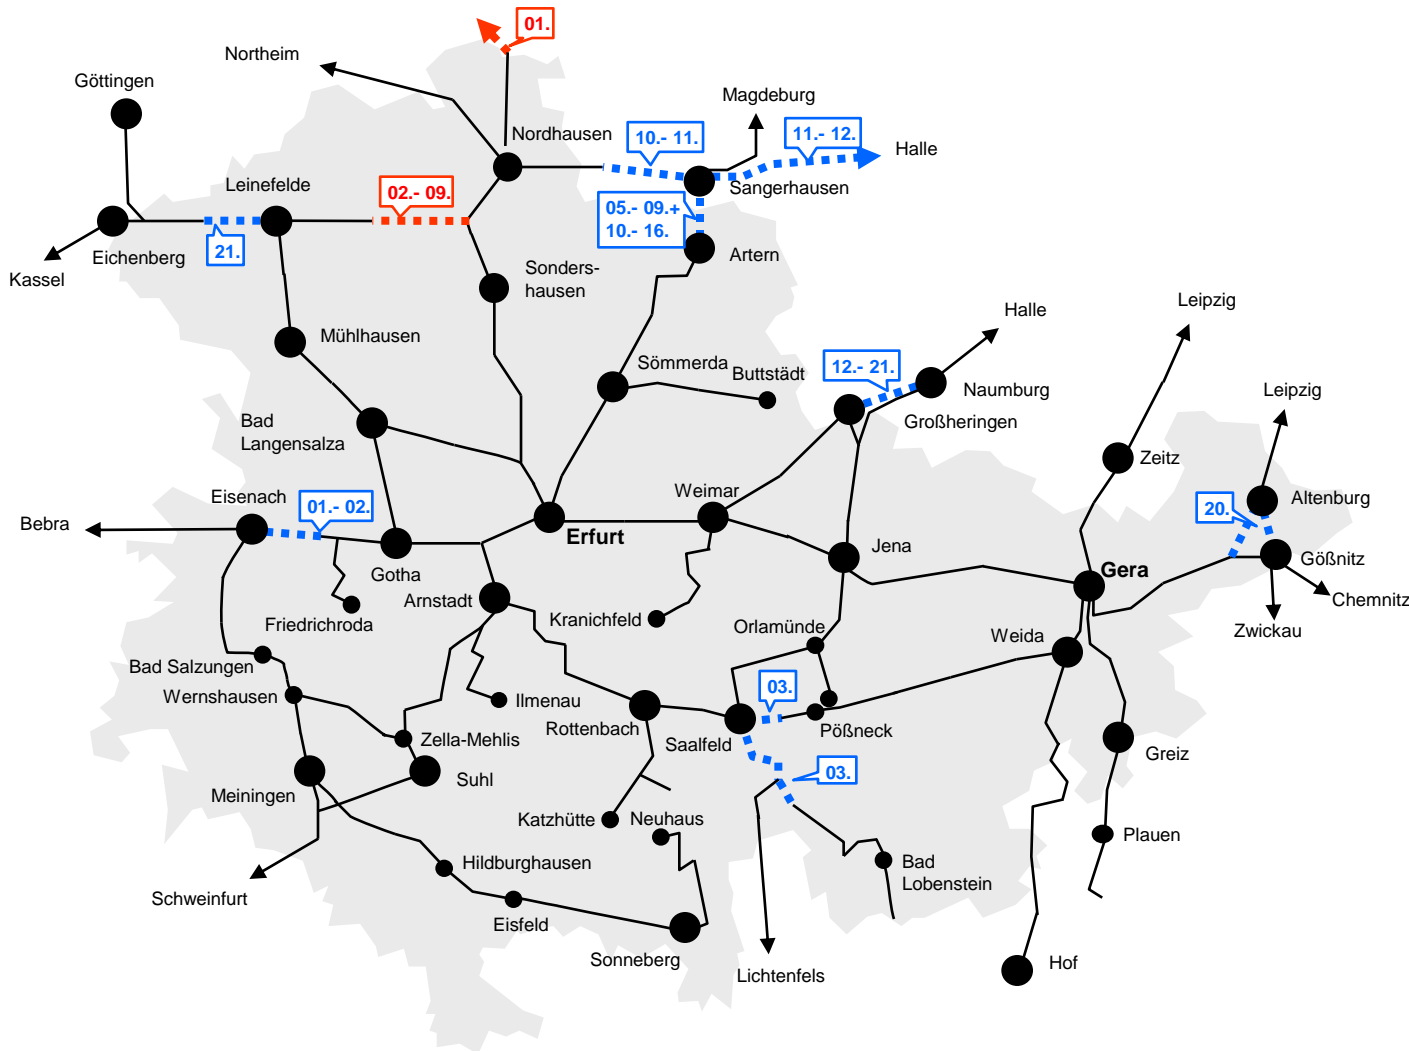 01.
Northeim
Göttingen
Magdeburg
Nordhausen
10.- 11.
11.- 12.
Halle
Leinefelde
02.- 09.
Sangerhausen
05.- 09.+
10.- 16.
21.
Eichenberg
Kassel
Artern
Sonders-
hausen
Leipzig
Halle
Mühlhausen
Sömmerda
Buttstädt
12.- 21.
Naumburg
Großheringen
Leipzig
Bad
Langensalza
Zeitz
Eisenach
01.- 02.
Weimar
Altenburg
20.
Bebra
Erfurt
Gotha
Jena
Gößnitz
Gera
Arnstadt
Chemnitz
Friedrichroda
Kranichfeld
Orlamünde
Zwickau
Weida
Bad Salzungen
Wernshausen
Ilmenau
03.
Rottenbach
Saalfeld
Pößneck
Zella-Mehlis
Greiz
Suhl
03.
Meiningen
Katzhütte
Neuhaus
Plauen
Hildburghausen
Bad
Lobenstein
Schweinfurt
Eisfeld
Sonneberg
Lichtenfels
Hof